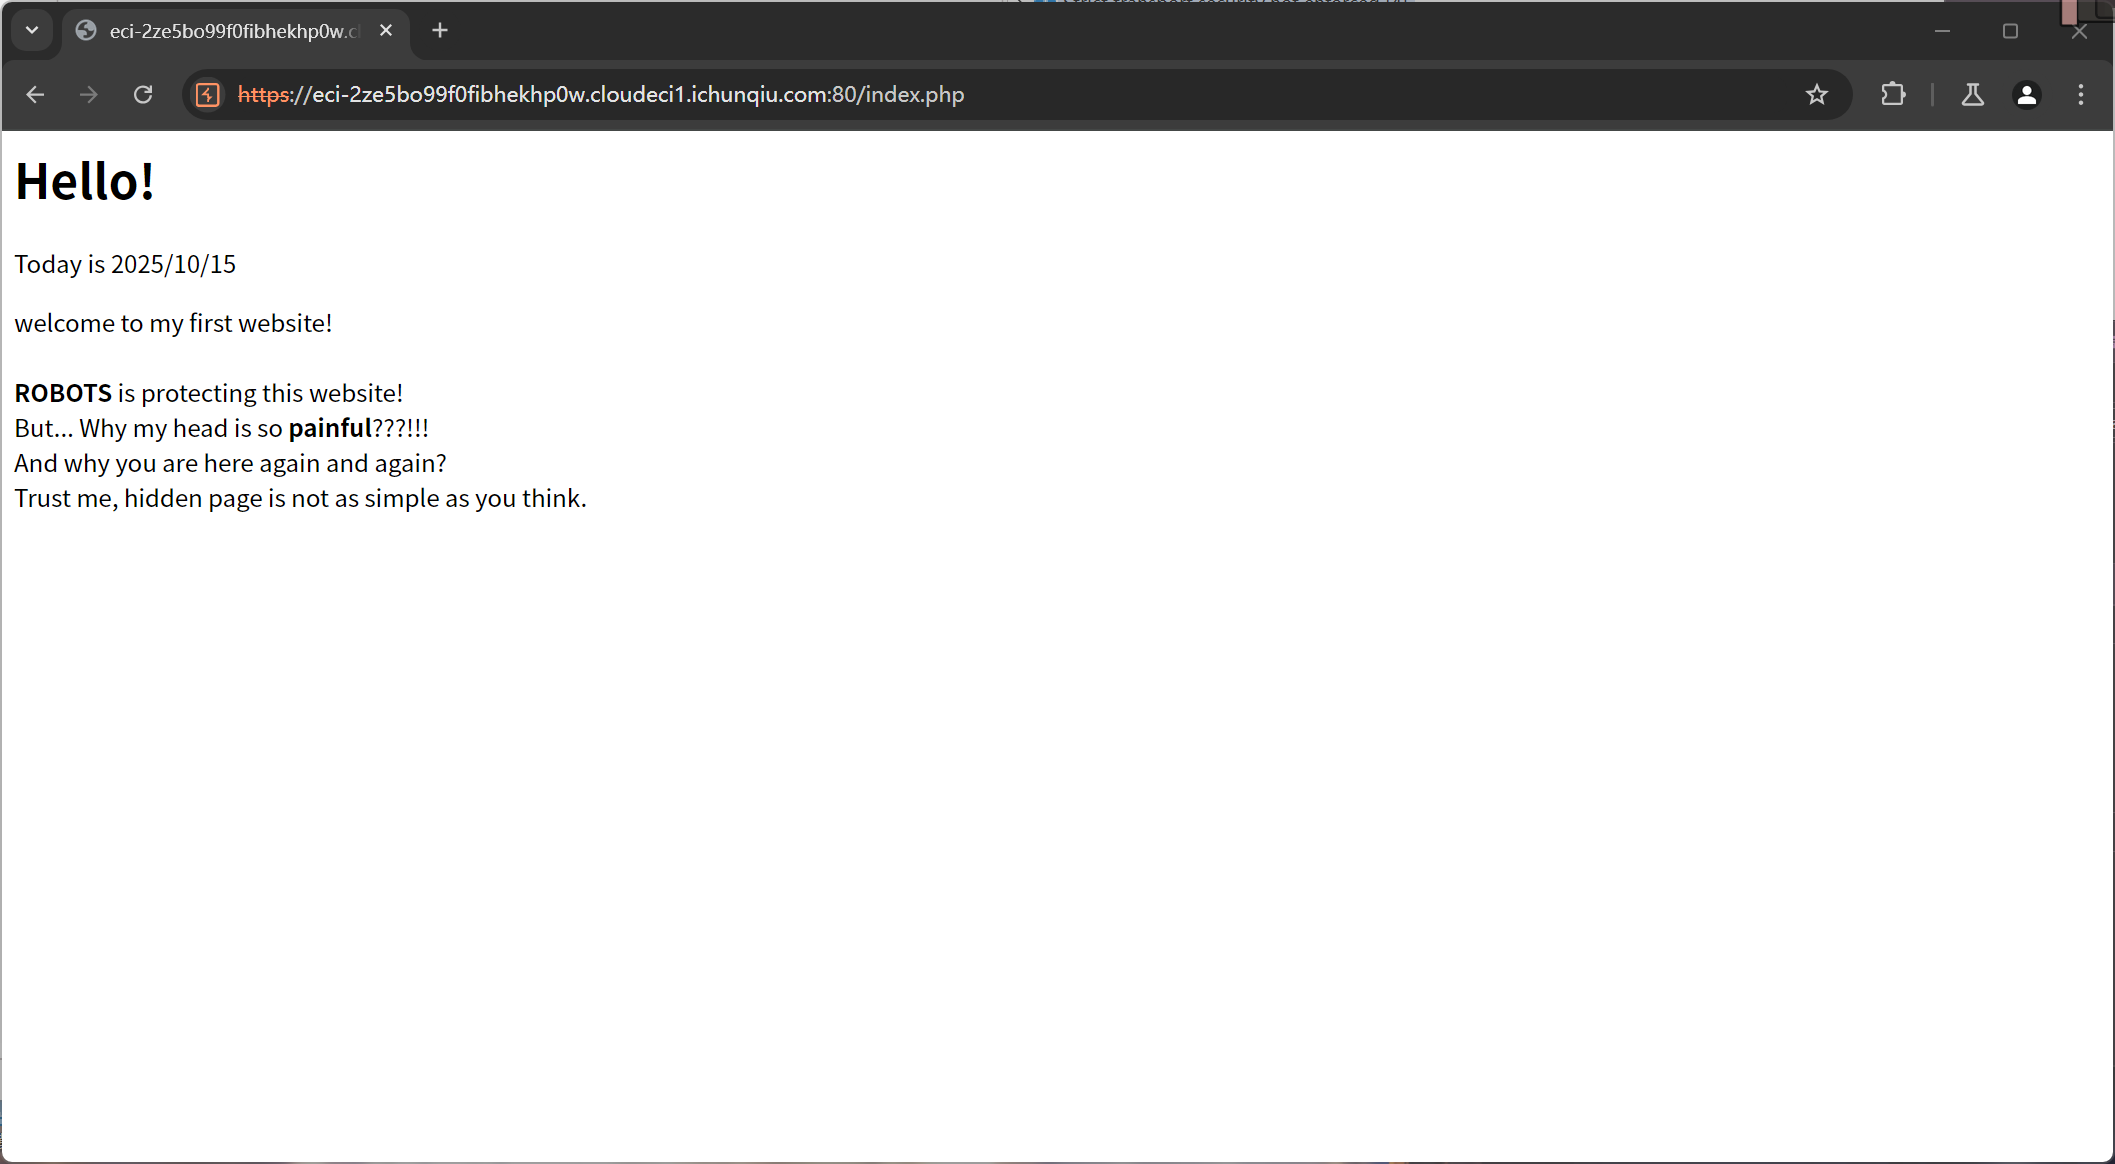 eci-2ze5bo99f0fibhekhp0w.c
https://eci-2ze5bo99f0fibhekhp0w.cloudeci1.ichunqiu.com:80/index.php
Hello!
Today is 2025/10/15
welcome to my first website!
ROBOTS is protecting this website!
But... Why my head is so painful???!!!
And why you are here again and again?
Trust me, hidden page is not as simple as you think.